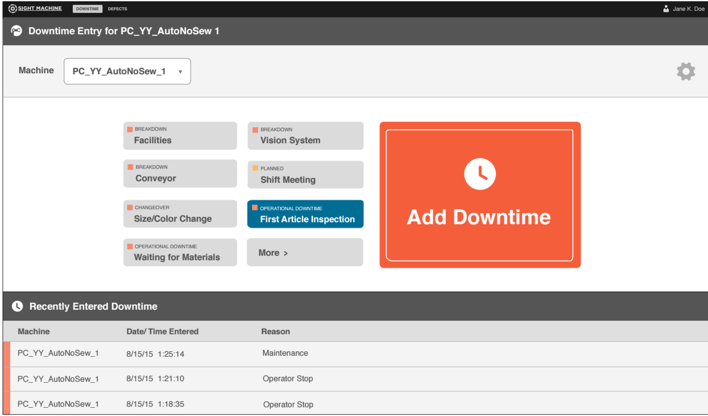 SIGHT MACHINE DOWNTIME DEFECTS Jane K. Doe
Downtime Entry for PC_YY_AutoNoSew 1
Machine PC_YY_AutoNoSew_1
BREAKDOWN
Facilities
BREAKDOWN
Vision System
BREAKDOWN
Conveyor
PLANNED
Shift Meeting
CHANGEOVER
Size/Color Change
OPERATIONAL DOWNTIME
First Article Inspection
OPERATIONAL DOWNTIME
Waiting for Materials
More >
Add Downtime
Recently Entered Downtime
Machine Date/ Time Entered Reason
PC_YY_AutoNoSew_1 8/15/15 1:25:14 Maintenance
PC_YY_AutoNoSew_1 8/15/15 1:21:10 Operator Stop
PC_YY_AutoNoSew_1 8/15/15 1:18:35 Operator Stop